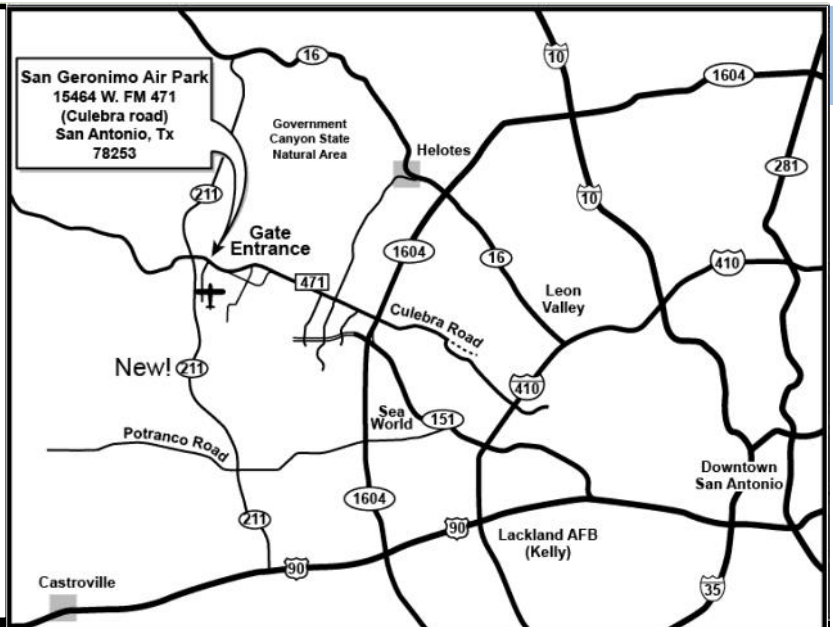 16
10
1604
San Geronimo Air Park
15464 W. FM 471
(Culebra road)
San Antonio, Tx
78253
Government
Canyon State
Natural Area
Helotes
281
211
10
Gate
Entrance
1604
16
410
471
Leon
Valley
Culebra Road
New!
211
410
Sea
World
151
Potranco Road
Downtown
San Antonio
1604
211
90
Lackland AFB
(Kelly)
90
Castroville
35